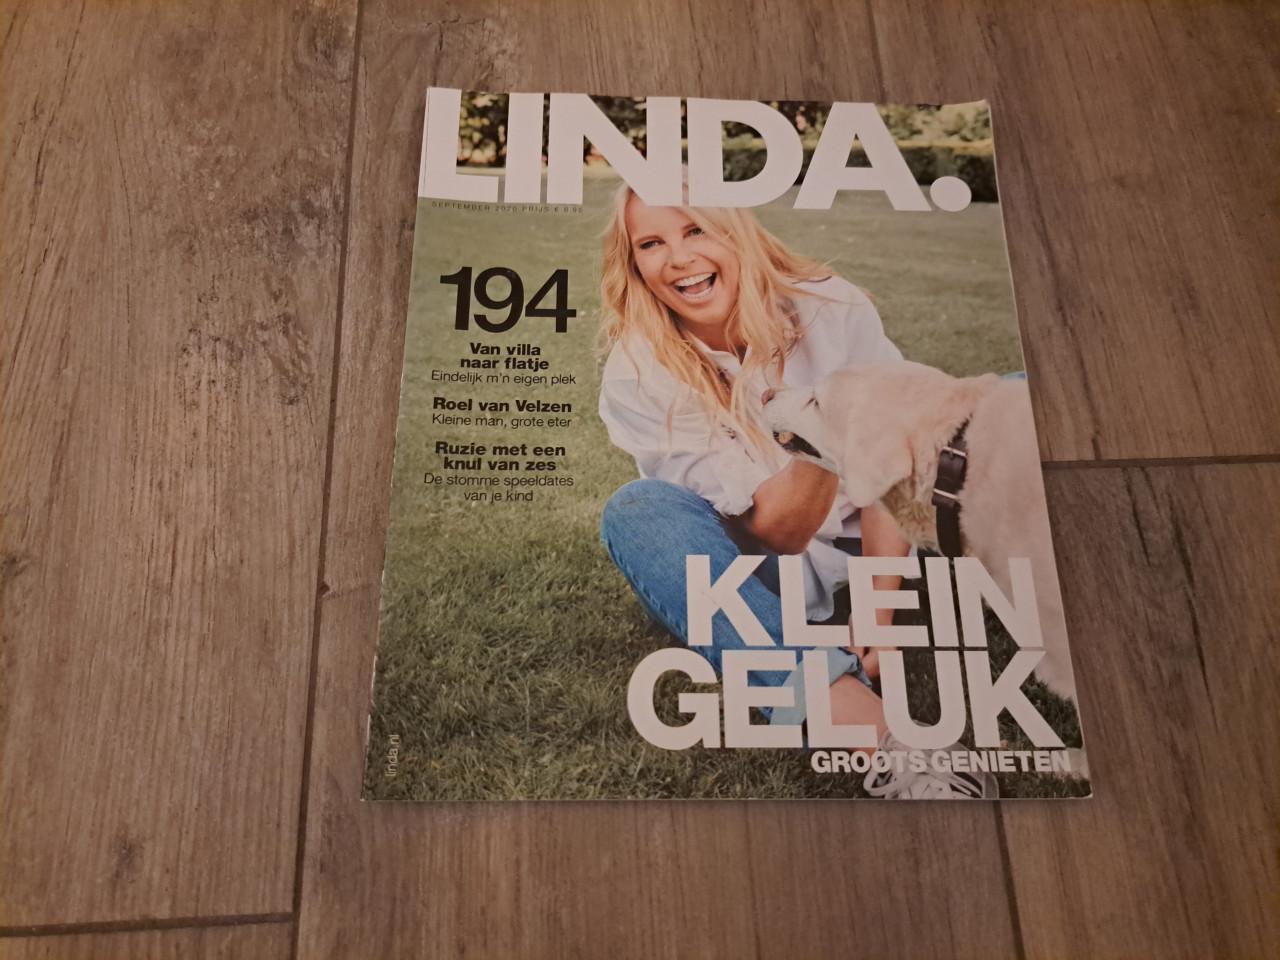 LINDA.
SEPTEMBER 2020 PRIJS € 6.95
194
Van villa
naar flatje
Eindelijk m'n eigen plek
Roel van Velzen
Kleine man, grote eter
Ruzie met een
knul van zes
De stomme speeldates
van je kind
KLEIN
GELUK
GROOTS GENIETEN
linda.nl